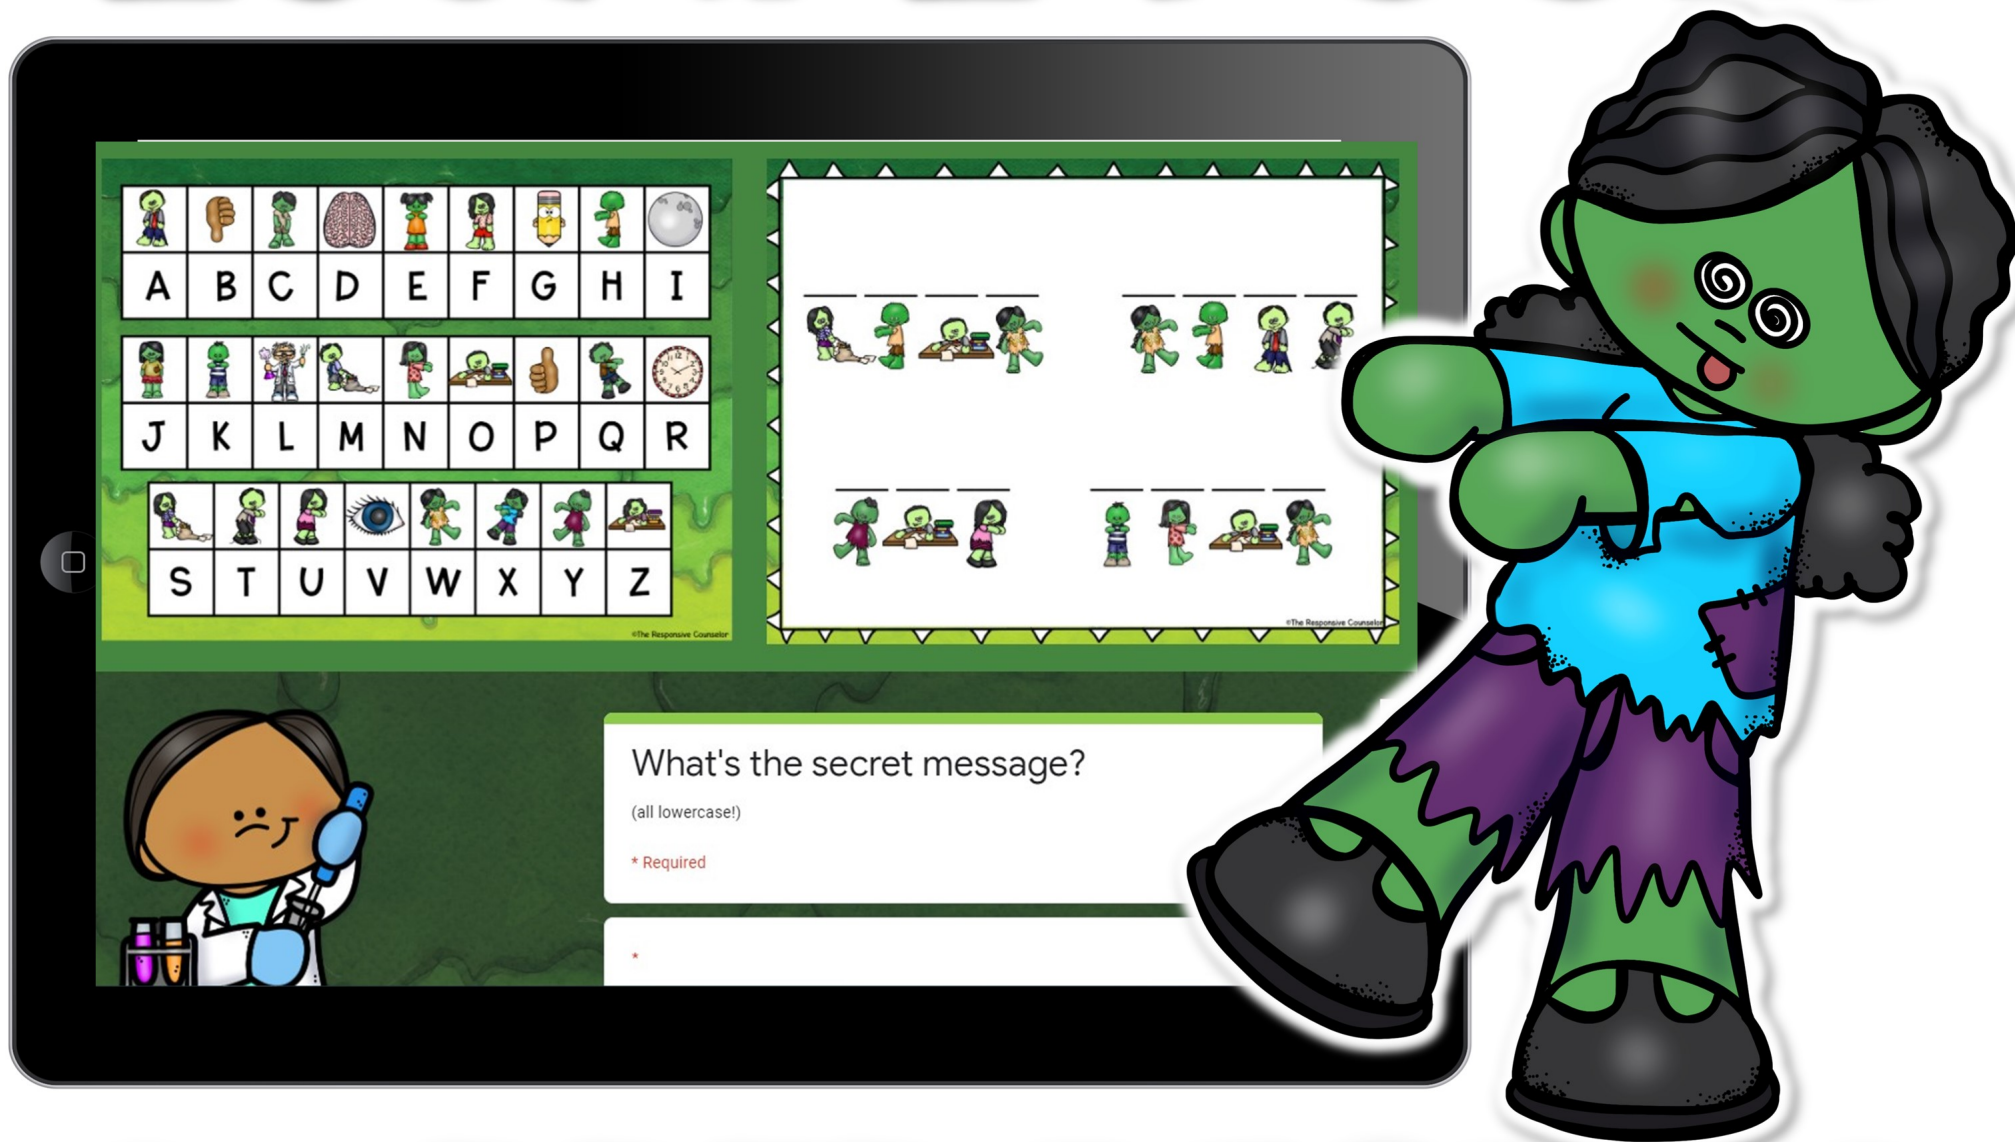 A B C D E F G H I
J K L M N O P Q R
S T U V W X Y Z
©The Responsive Counselor
©The Responsive Counselor
What's the secret message?
(all lowercase!)
* Required
*